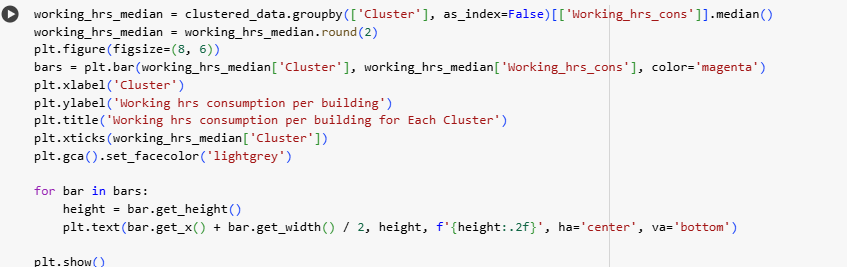 working_hrs_median = clustered_data.groupby(['Cluster'], as_index=False)[['Working_hrs_cons']].median()
working_hrs_median = working_hrs_median.round(2)
plt.figure(figsize=(8, 6))
bars = plt.bar(working_hrs_median['Cluster'], working_hrs_median['Working_hrs_cons'], color='magenta')
plt.xlabel('Cluster')
plt.ylabel('Working hrs consumption per building')
plt.title('Working hrs consumption per building for Each Cluster')
plt.xticks(working_hrs_median['Cluster'])
plt.gca().set_facecolor('lightgrey')

for bar in bars:
    height = bar.get_height()
    plt.text(bar.get_x() + bar.get_width() / 2, height, f'{height:.2f}', ha='center', va='bottom')

plt.show()